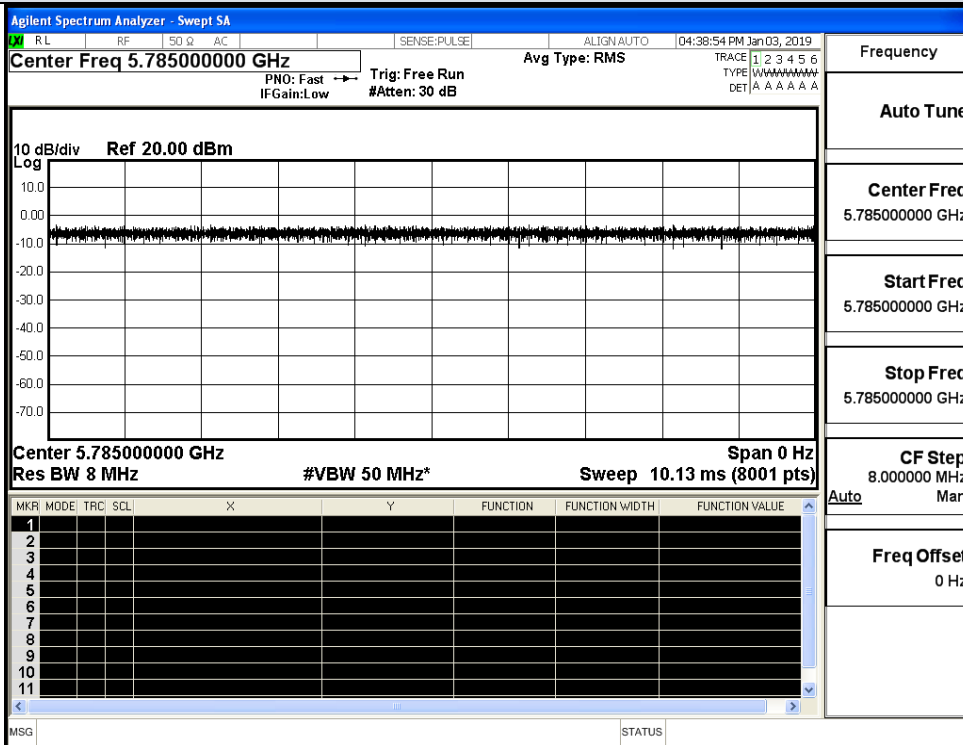 Agilent Spectrum Analyzer - Swept SA
LXI RL RF 50 Ω AC SENSE:PULSE ALIGN AUTO 04:38:54 PM Jan 03, 2019
Center Freq 5.785000000 GHz
PNO: Fast
IFGain:Low
Trig: Free Run
#Atten: 30 dB
Avg Type: RMS
TRACE 1 2 3 4 5 6
TYPE
DET A A A A A A
10 dB/div Ref 20.00 dBm
Log
10.0
0.00
-10.0
-20.0
-30.0
-40.0
-50.0
-60.0
-70.0
Center 5.785000000 GHz Span 0 Hz
Res BW 8 MHz #VBW 50 MHz* Sweep 10.13 ms (8001 pts)
MKR MODE TRC SCL X Y FUNCTION FUNCTION WIDTH FUNCTION VALUE
1
2
3
4
5
6
7
8
9
10
11
MSG STATUS
Frequency
Auto Tune
Center Freq
5.785000000 GHz
Start Freq
5.785000000 GHz
Stop Freq
5.785000000 GHz
CF Step
8.000000 MHz
Auto Man
Freq Offset
0 Hz